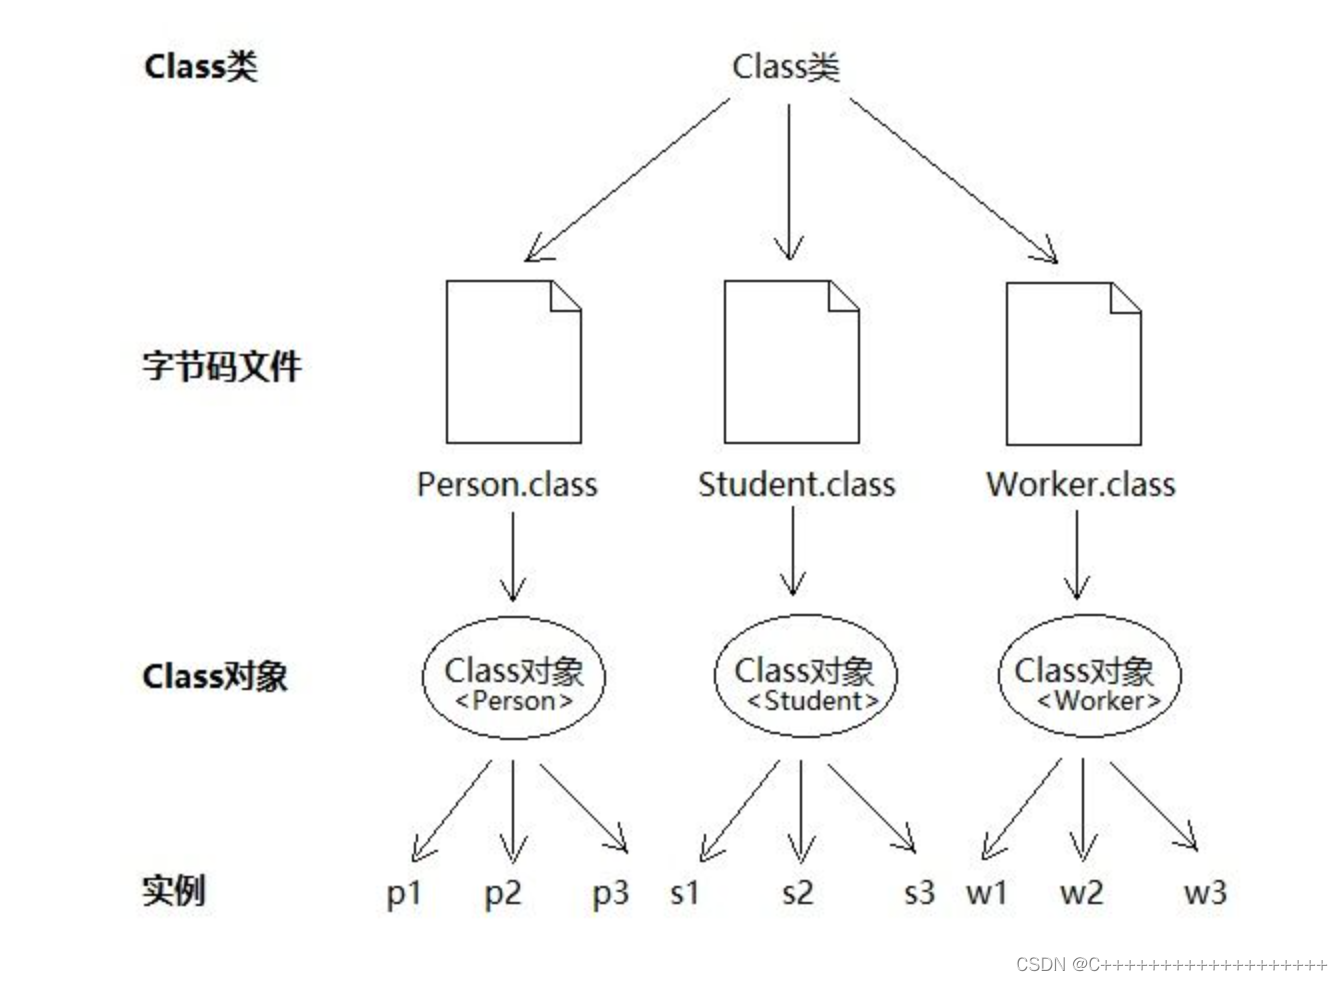 Class类 Class类
字节码文件
Person.class Student.class Worker.class
Class对象 Class对象 Class对象 Class对象
<Person> <Student> <Worker>
实例 p1 p2 p3 s1 s2 s3 w1 w2 w3
CSDN @C+++++++++++++++++++